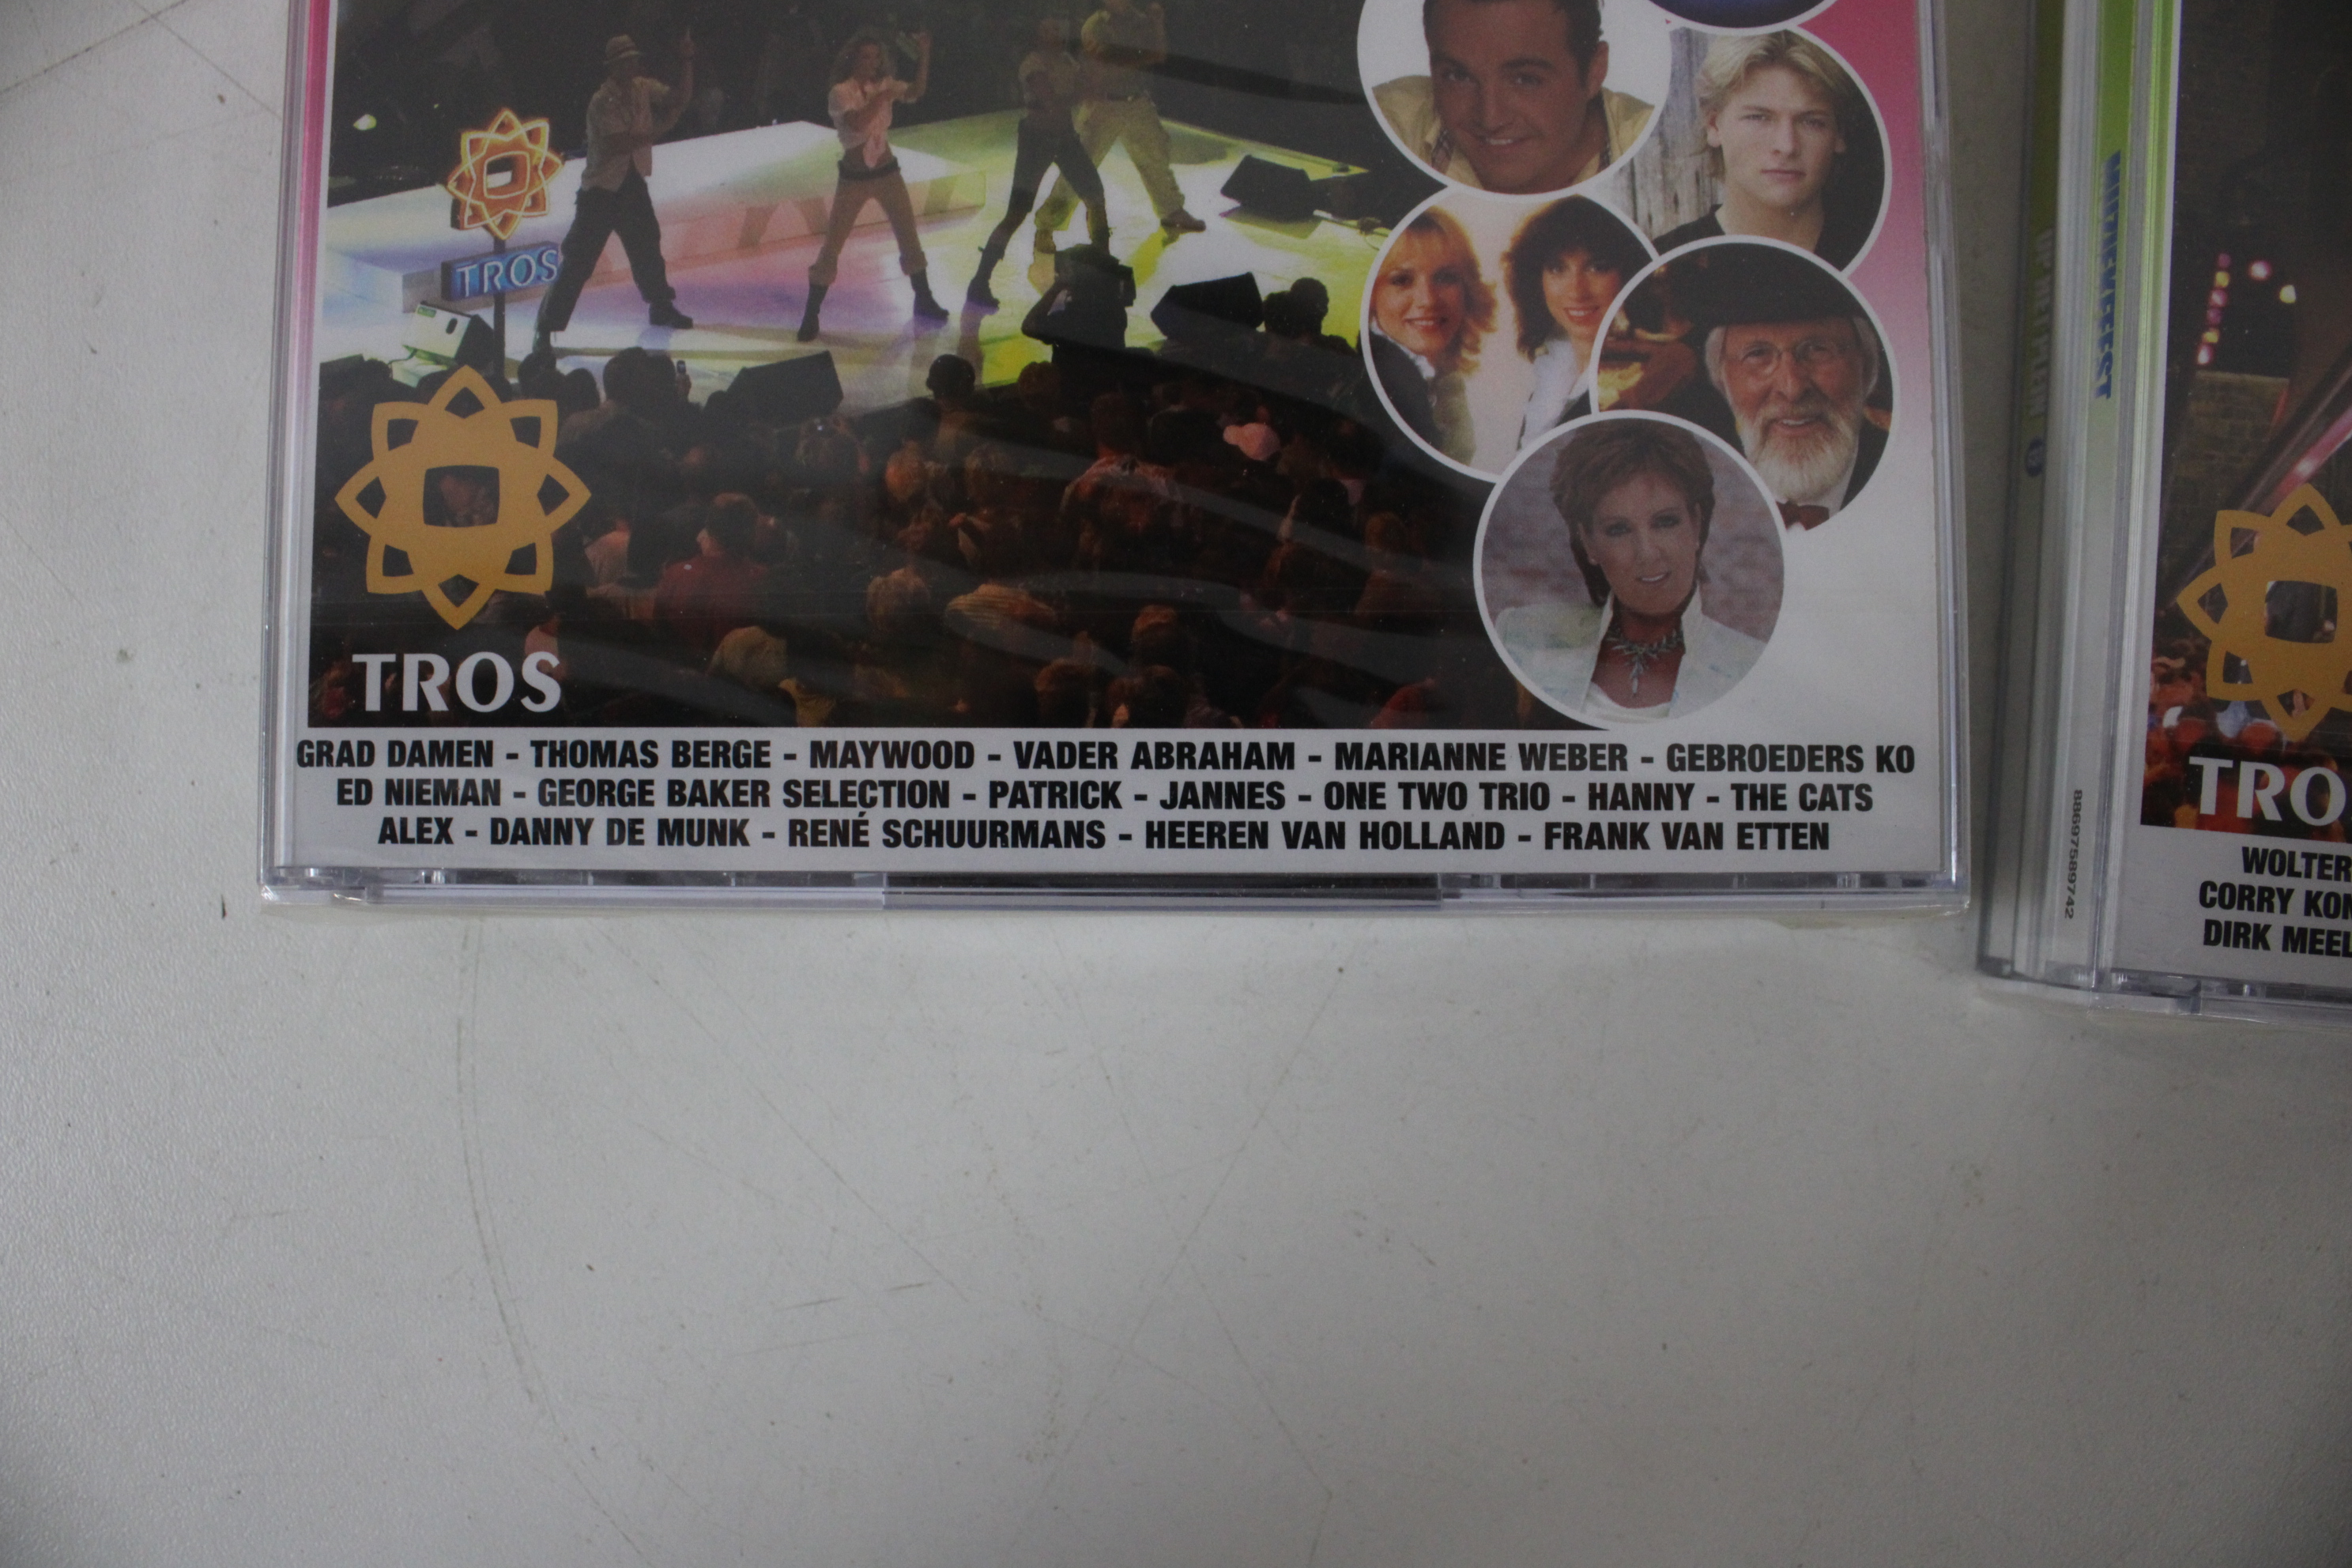 TROS
TROS
GRAD DAMEN - THOMAS BERGE - MAYWOOD - VADER ABRAHAM - MARIANNE WEBER - GEBROEDERS KO
ED NIEMAN - GEORGE BAKER SELECTION - PATRICK - JANNES - ONE TWO TRIO - HANNY - THE CATS
ALEX - DANNY DE MUNK - RENÉ SCHUURMANS - HEEREN VAN HOLLAND - FRANK VAN ETTEN
88697589742
TRO
WOLTER
CORRY KON
DIRK MEEL